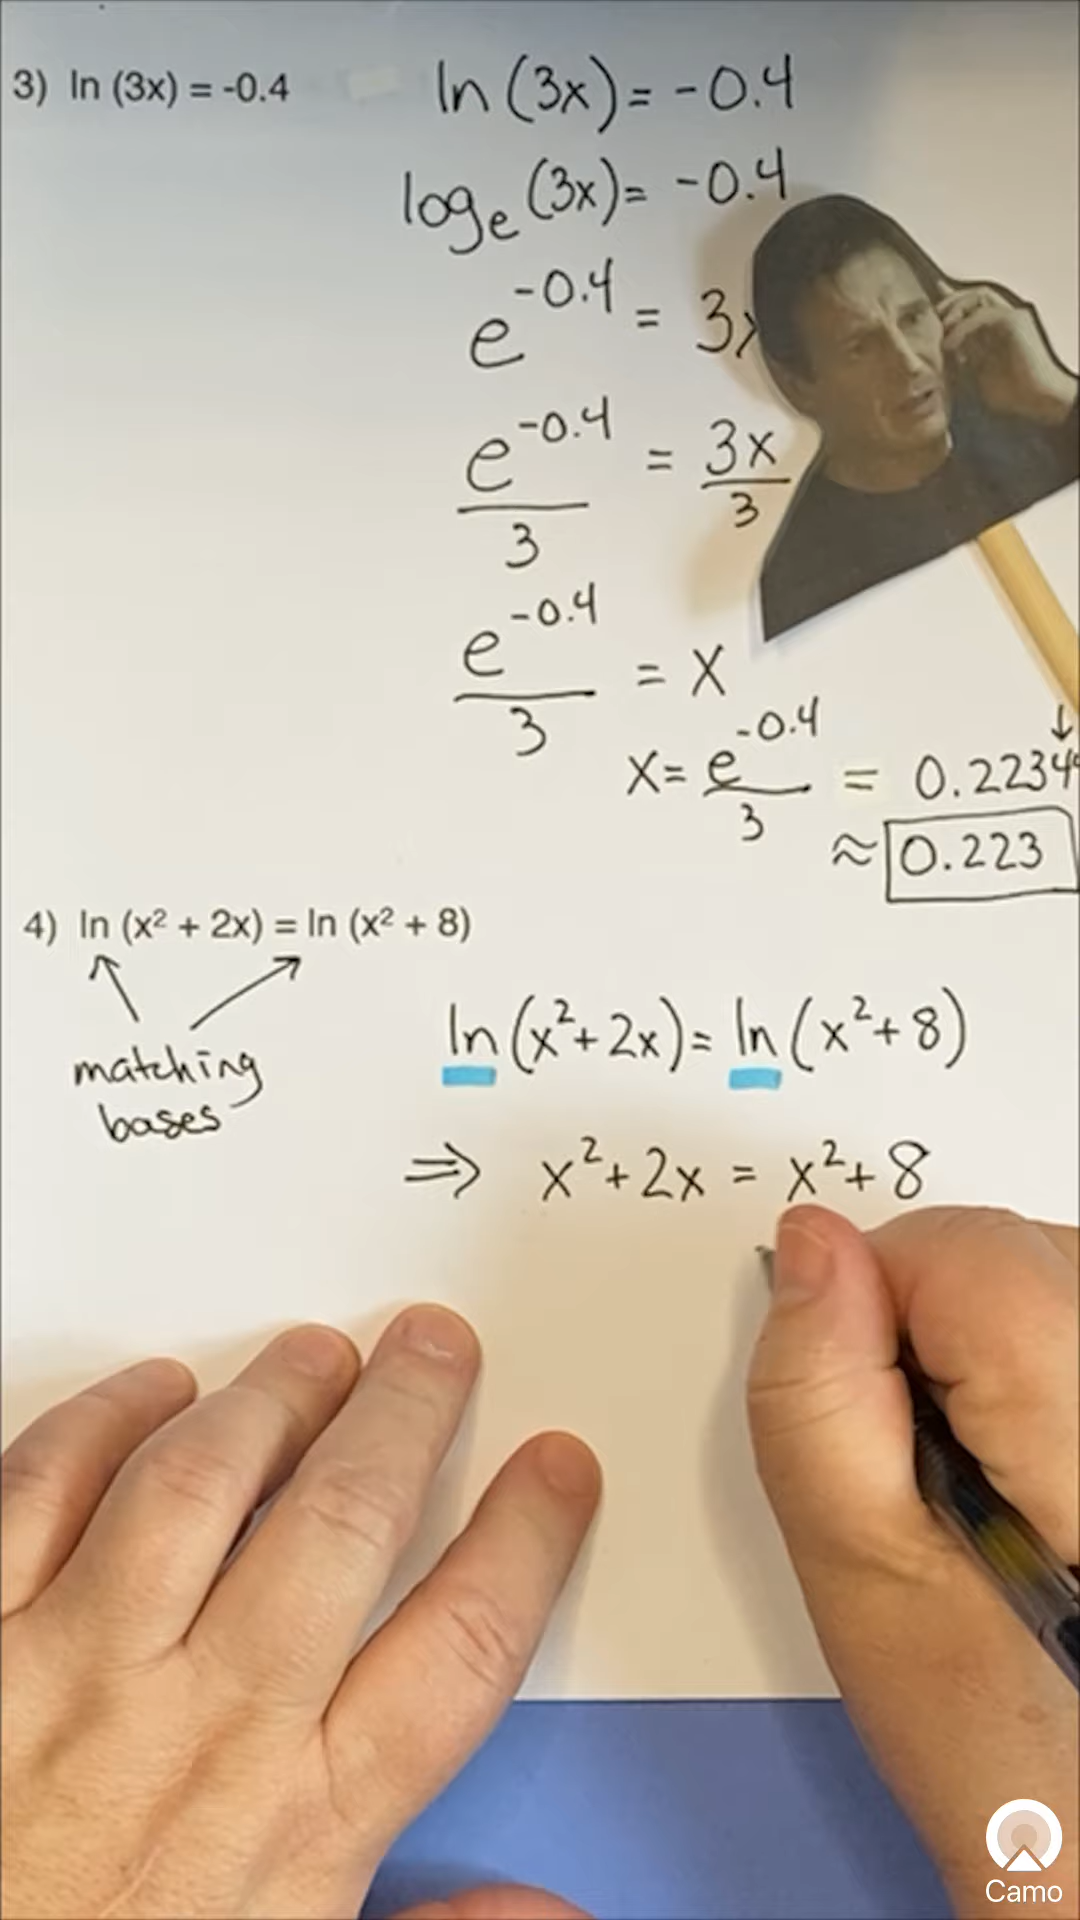 3) ln (3x) = -0.4
ln (3x) = -0.4
logₑ (3x) = -0.4
e^-0.4 = 3x
e^-0.4 / 3 = 3x / 3
e^-0.4 / 3 = x
x = e^-0.4 / 3 = 0.2234
≈ 0.223
4) ln (x² + 2x) = ln (x² + 8)
matching
bases
ln (x² + 2x) = ln (x² + 8)
⇒ x² + 2x = x² + 8
Camo